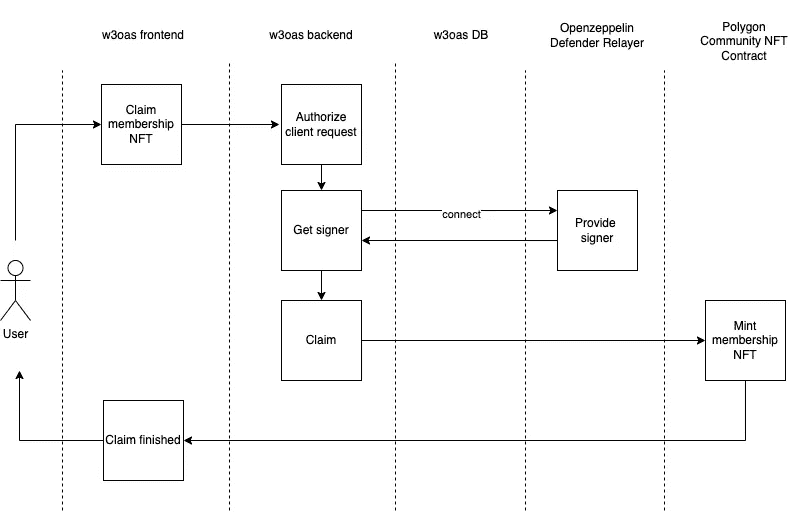 w3oas frontend
w3oas backend
w3oas DB
Openzeppelin
Defender Relayer
Polygon
Community NFT
Contract
Claim
membership
NFT
Authorize
client request
Get signer
connect
Provide
signer
User
Claim
Mint
membership
NFT
Claim finished